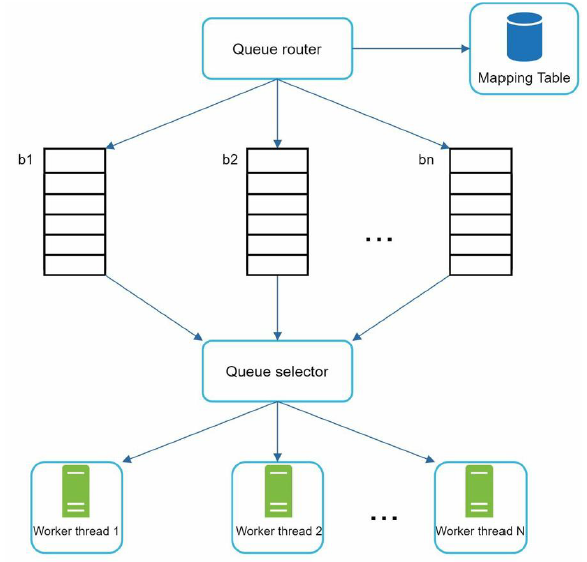 Queue router
Mapping Table
b1
b2
bn
...
Queue selector
Worker thread 1
Worker thread 2
...
Worker thread N